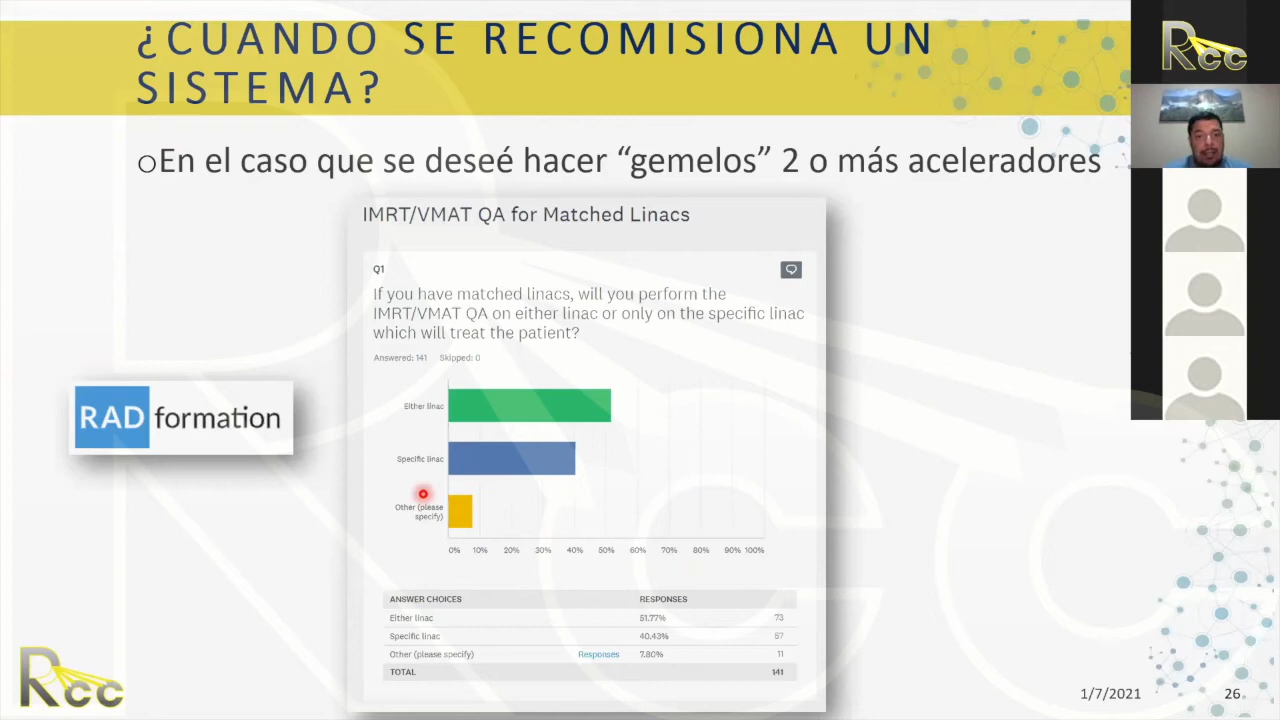 ¿CUANDO SE RECOMISIONA UN
SISTEMA?
oEn el caso que se deseé hacer “gemelos” 2 o más aceleradores
IMRT/VMAT QA for Matched Linacs
Q1
If you have matched linacs, will you perform the
IMRT/VMAT QA on either linac or only on the specific linac
which will treat the patient?
Answered: 141 Skipped: 0
Either linac
Specific linac
Other (please
specify)
0% 10% 20% 30% 40% 50% 60% 70% 80% 90% 100%
ANSWER CHOICES RESPONSES
Either linac 51.77% 73
Specific linac 40.43% 57
Other (please specify) Responses 7.80% 11
TOTAL 141
RAD formation
Rcc
Rcc
1/7/2021 26